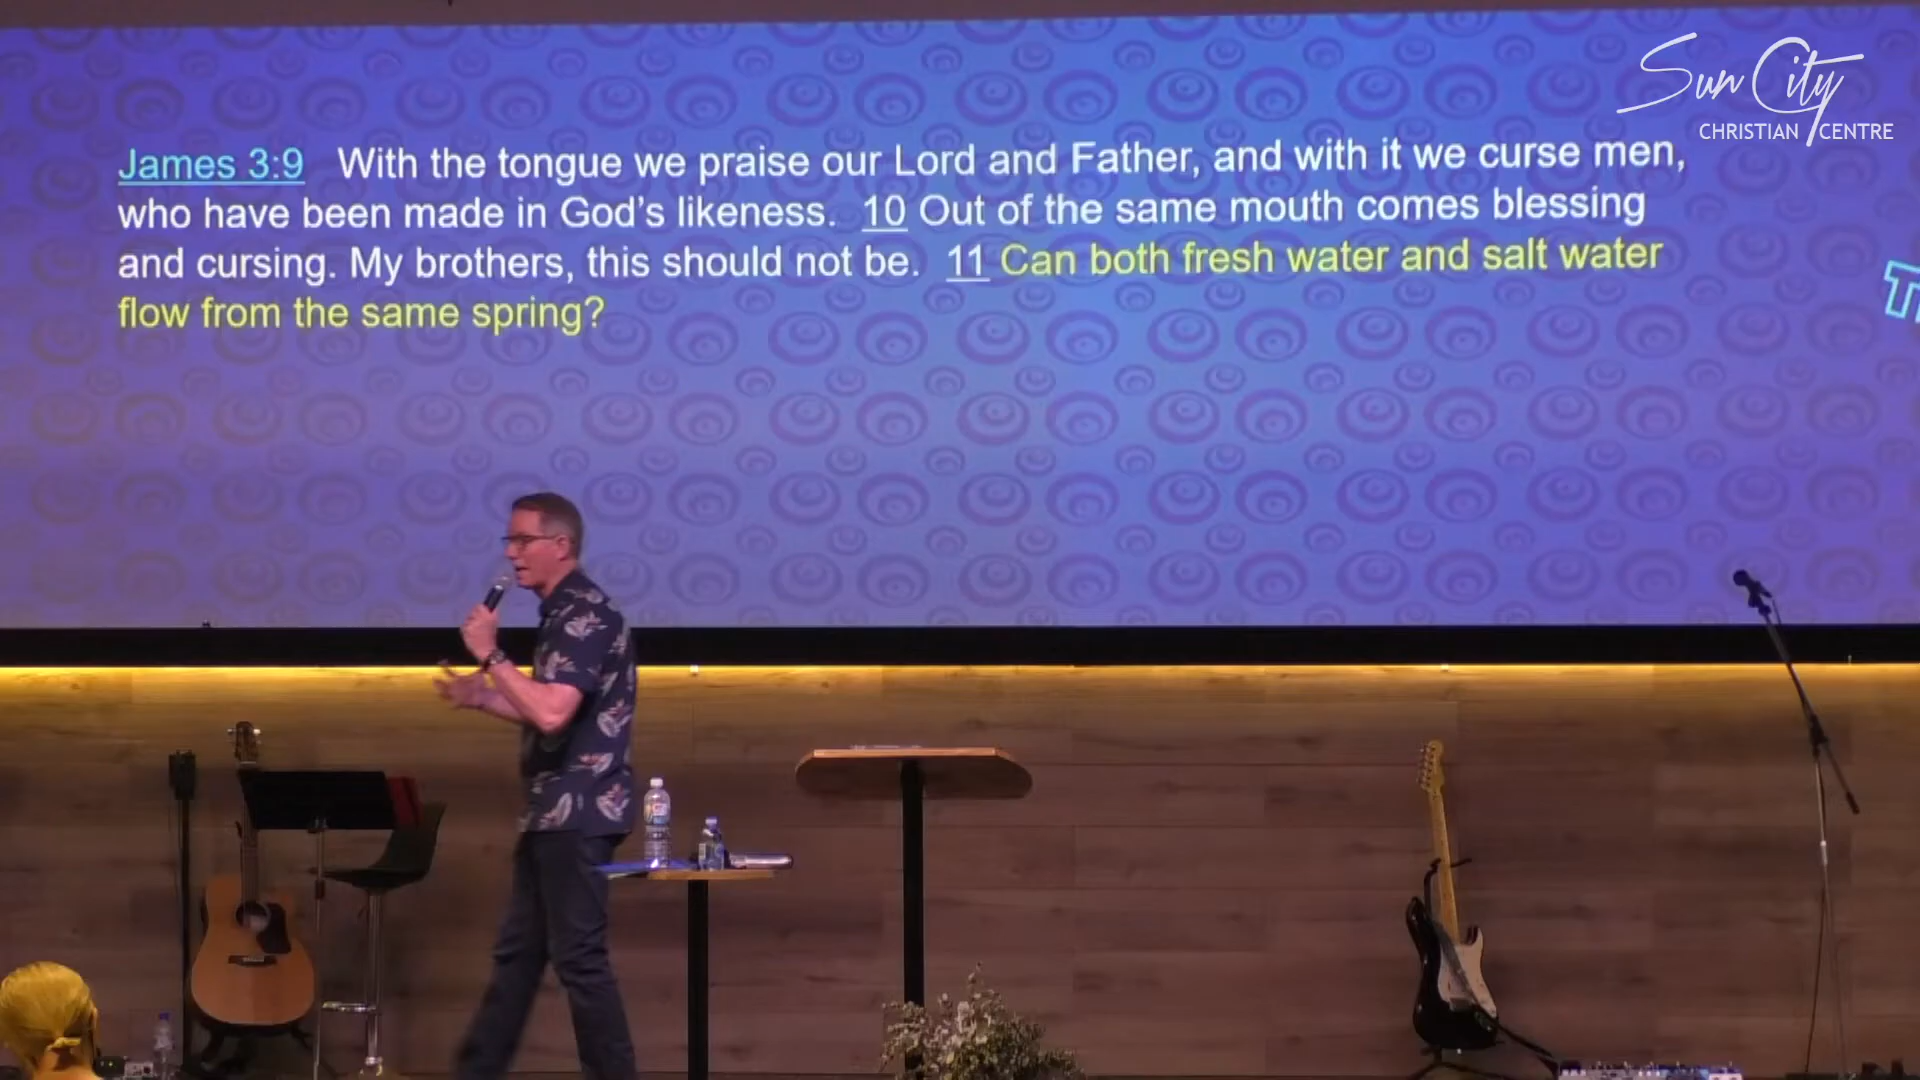 Sun City
CHRISTIAN CENTRE
James 3:9 With the tongue we praise our Lord and Father, and with it we curse men,
who have been made in God's likeness. 10 Out of the same mouth comes blessing
and cursing. My brothers, this should not be. 11 Can both fresh water and salt water
flow from the same spring?